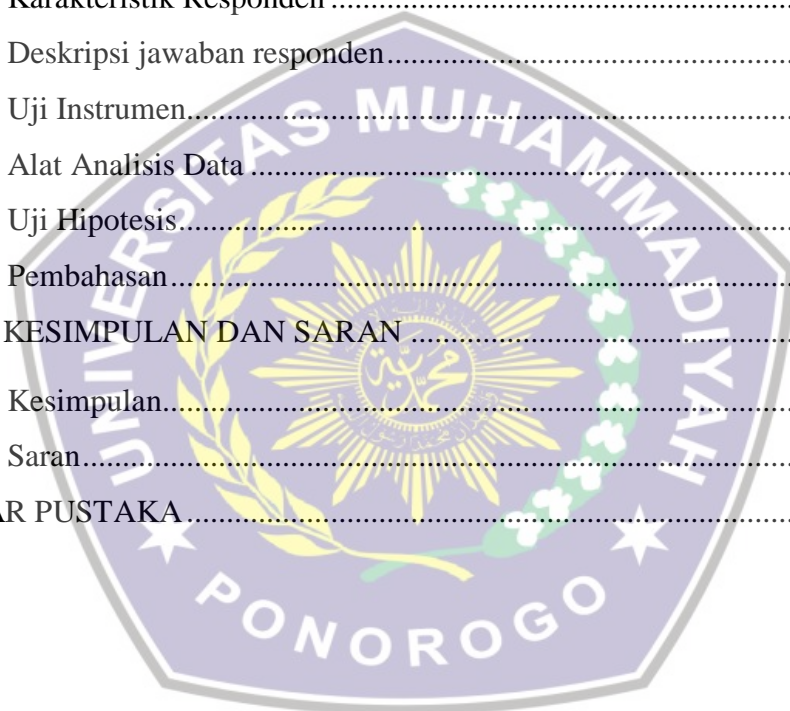 Karakteristik Responden ........................................................
Deskripsi jawaban responden..................................................
Uji Instrumen...........................................................................
Alat Analisis Data ...................................................................
Uji Hipotesis............................................................................
Pembahasan.............................................................................
KESIMPULAN DAN SARAN ...............................................
Kesimpulan..............................................................................
Saran........................................................................................
AR PUSTAKA ..........................................................................
UNIVERSITAS MUHAMMADIYAH
PONOROGO